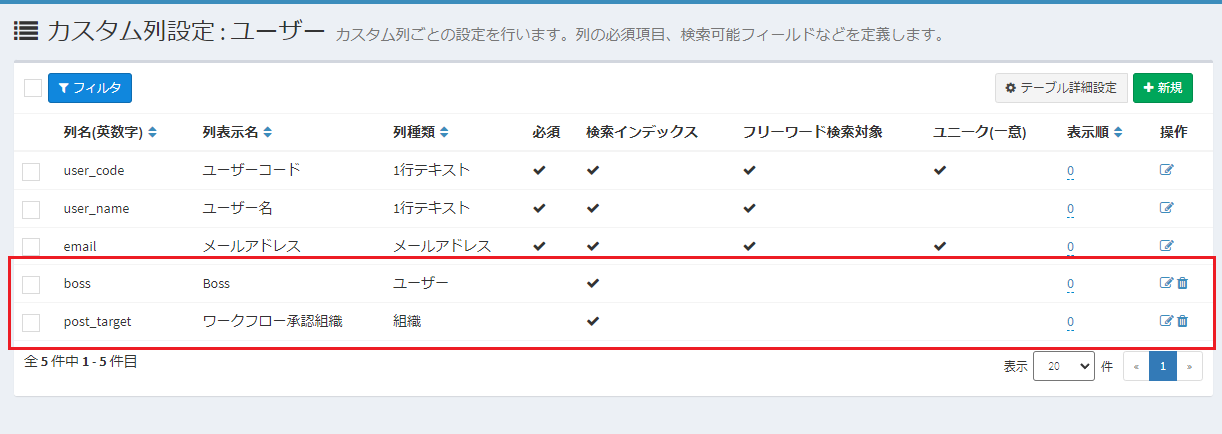 カスタム列設定 : ユーザー カスタム列ごとの設定を行います。列の必須項目、検索可能フィールドなどを定義します。
フィルタ テーブル詳細設定 新規
列名(英数字) 列表示名 列種類 必須 検索インデックス フリーワード検索対象 ユニーク(一意) 表示順 操作
user_code ユーザーコード 1行テキスト 0
user_name ユーザー名 1行テキスト 0
email メールアドレス メールアドレス 0
boss Boss ユーザー 0
post_target ワークフロー承認組織 組織 0
全 5 件中 1 - 5 件目 表示 20 件 « 1 »